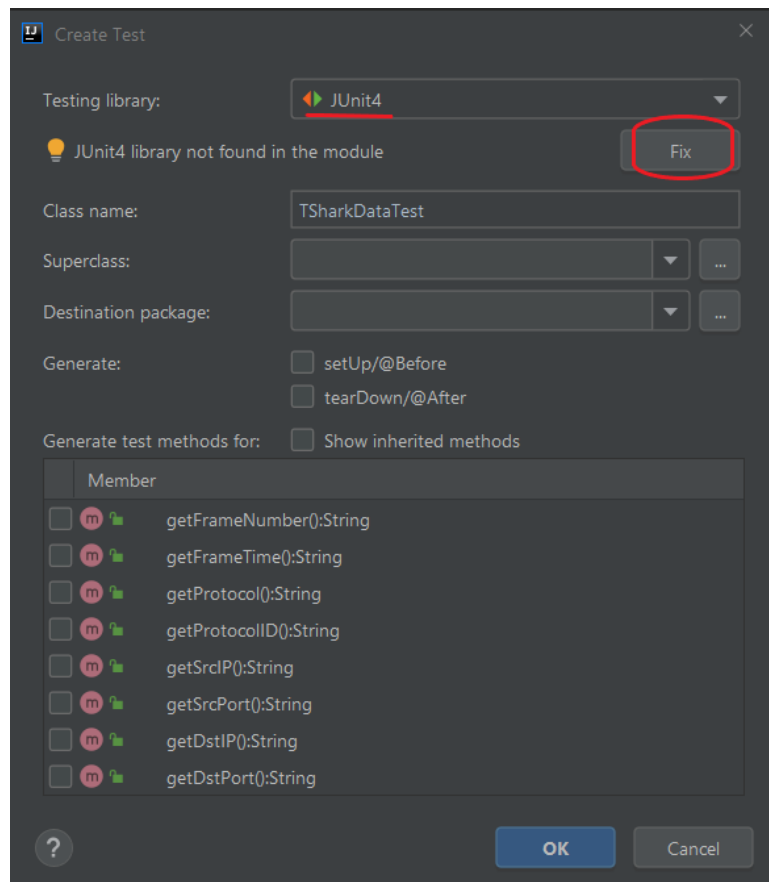 IJ
Create Test
Testing library:
JUnit4
JUnit4 library not found in the module
Fix
Class name:
TSharkDataTest
Superclass:
...
Destination package:
...
Generate:
setUp/@Before
tearDown/@After
Generate test methods for:
Show inherited methods
Member
m getFrameNumber():String
m getFrameTime():String
m getProtocol():String
m getProtocolID():String
m getSrcIP():String
m getSrcPort():String
m getDstIP():String
m getDstPort():String
?
OK
Cancel